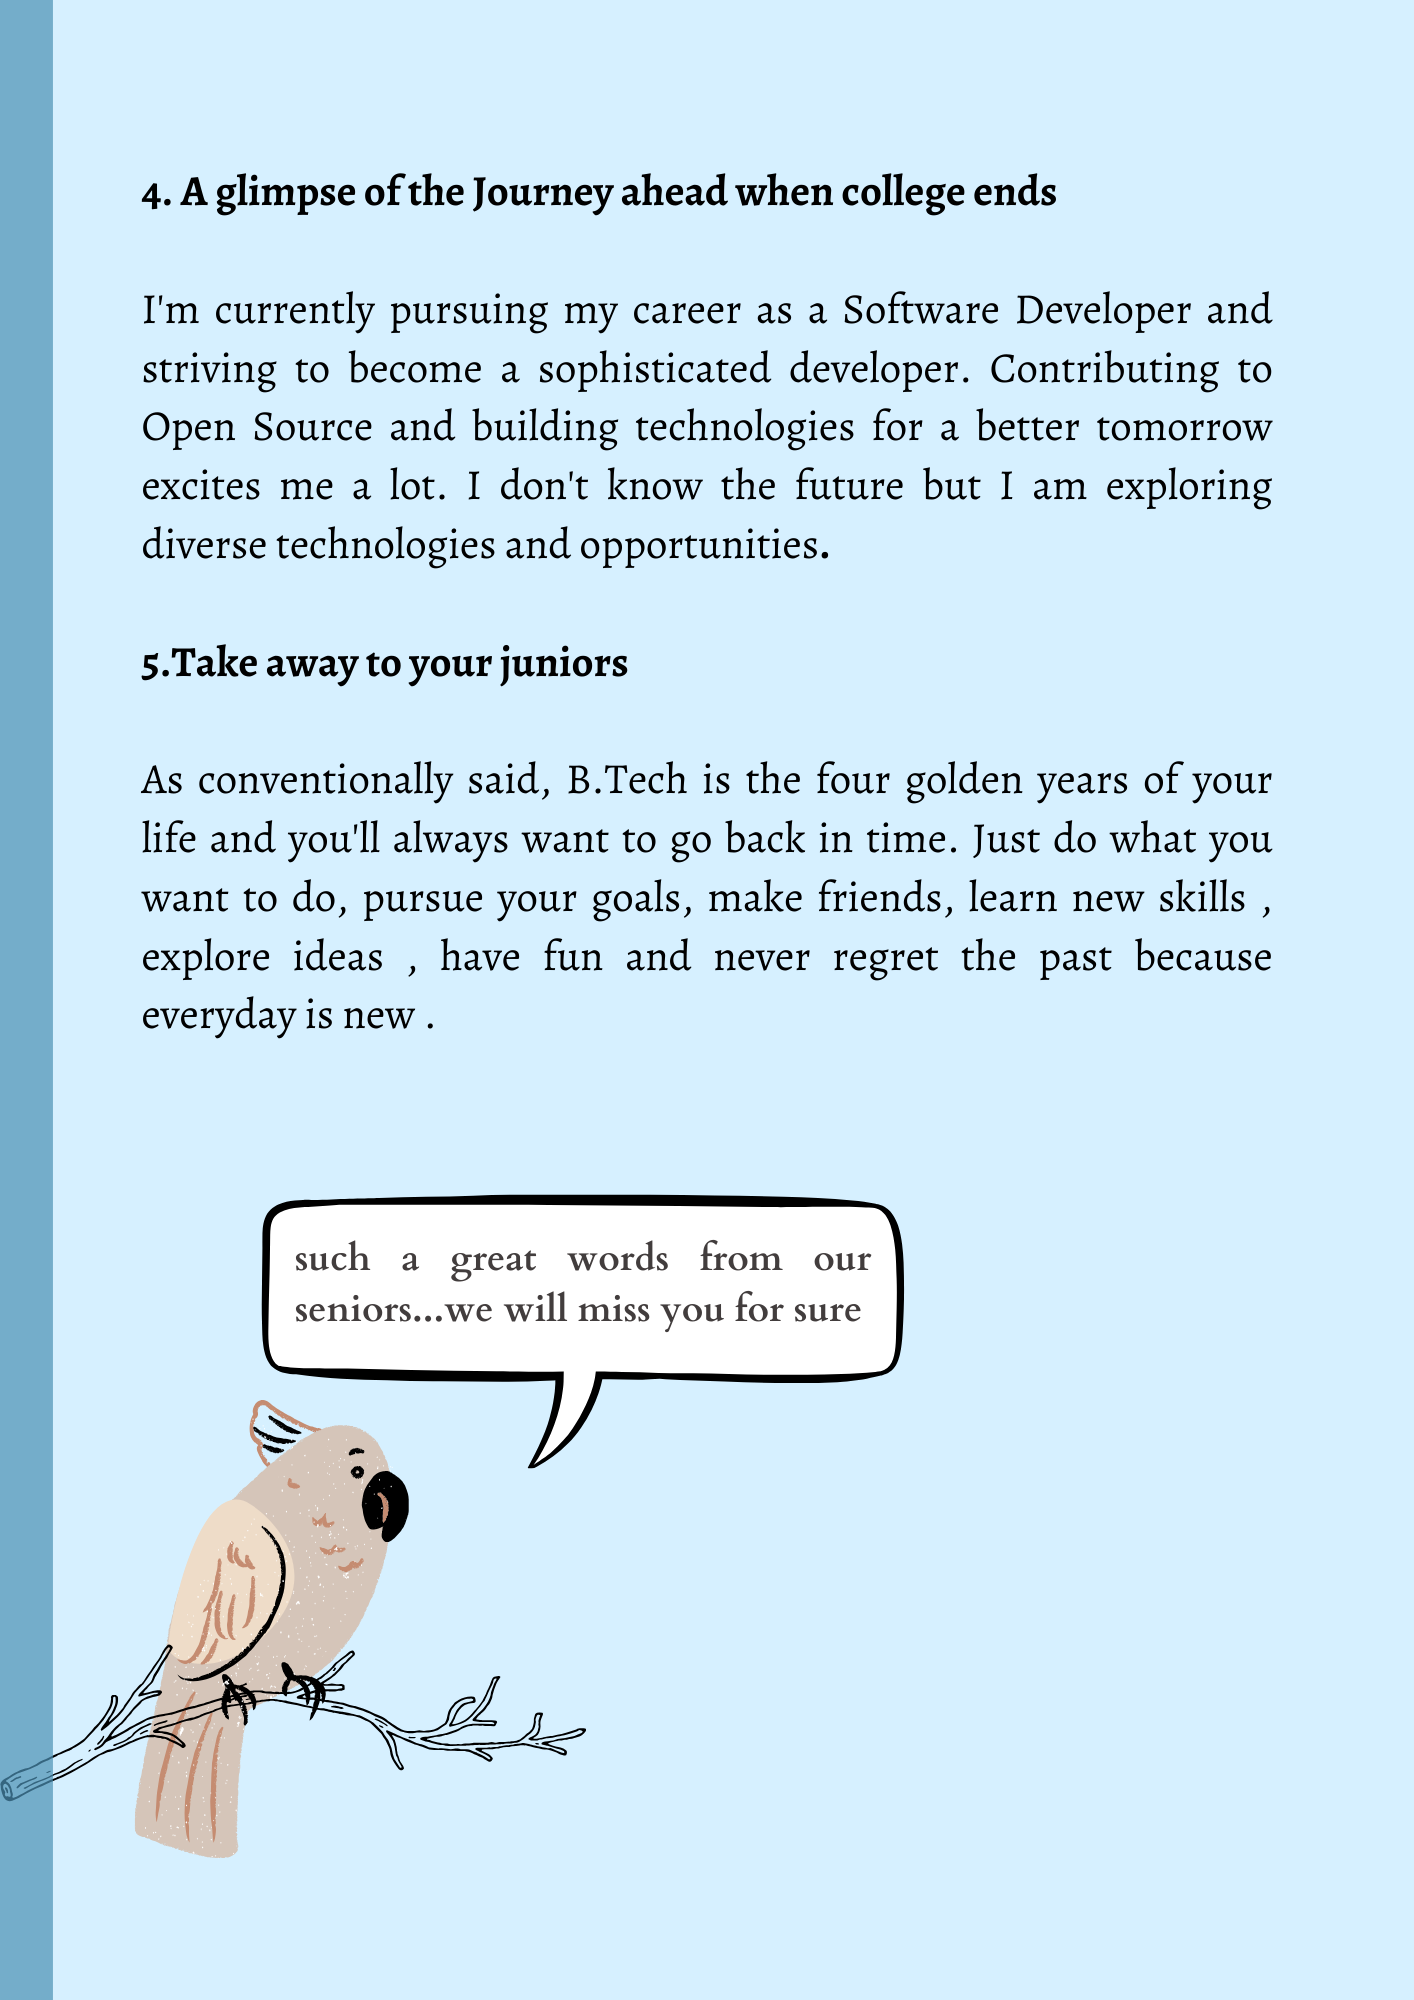 4. A glimpse of the Journey ahead when college ends
I'm currently pursuing my career as a Software Developer and
striving to become a sophisticated developer. Contributing to
Open Source and building technologies for a better tomorrow
excites me a lot. I don't know the future but I am exploring
diverse technologies and opportunities.
5.Take away to your juniors
As conventionally said, B.Tech is the four golden years of your
life and you'll always want to go back in time. Just do what you
want to do, pursue your goals, make friends, learn new skills ,
explore ideas , have fun and never regret the past because
everyday is new .
such a great words from our
seniors...we will miss you for sure